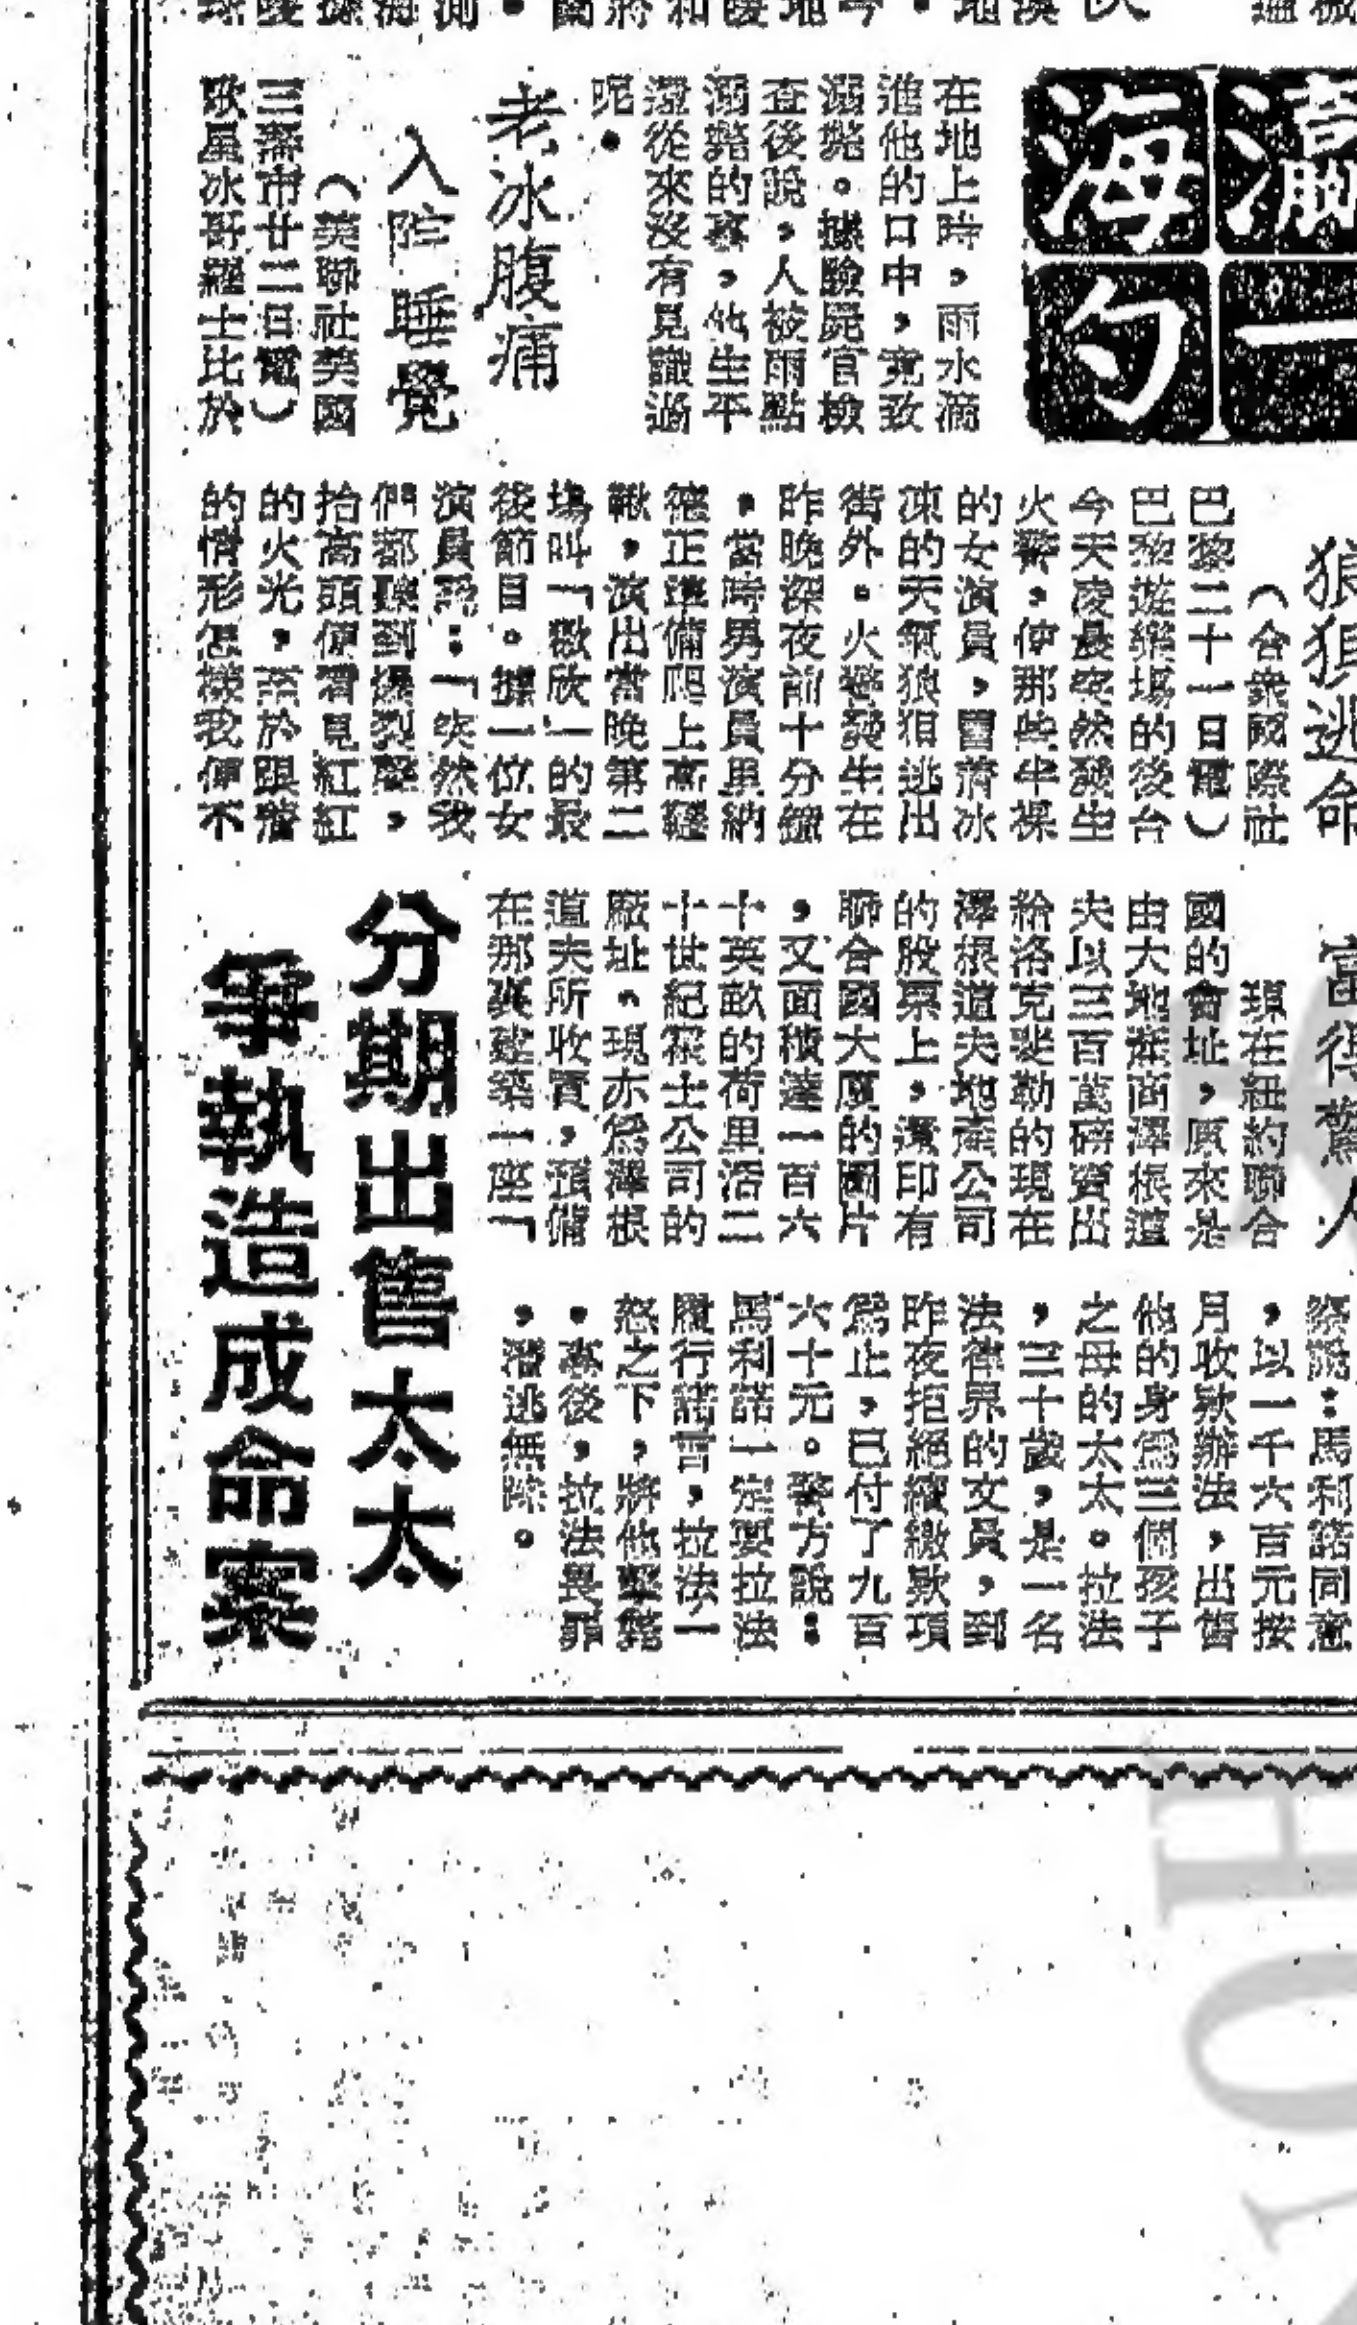 瀛
海
一
勺
在地上時，雨水滴
進他的口中，竟致
溺斃。據驗屍官檢
查後說，人被雨點
溺斃的事，他生平
還從來沒有見識過
呢。
老冰腹痛
入院睡覺
（美聯社美國
三藩市廿二日電）
歌星冰哥羅士比於
狼狽逃命
（合衆國際社
巴黎二十一日電）
巴黎遊樂場的後台
今天凌晨突然發生
火警，使那些半裸
的女演員，冒着冰
凍的天氣狼狽逃出
街外。火警發生在
昨晚深夜前十分鐘
，當時男演員里納
德正準備爬上高韆
鞦，演出當晚第二
塲叫「歡欣」的最
後節目。據一位女
演員說：「突然我
們都聽到爆裂聲，
抬高頭便看見紅紅
的火光，至於跟着
的情形怎樣我便不
富得驚人
現在紐約聯合
國的會址，原來是
由大地產商澤根道
夫以三百萬磅賣出
給洛克斐勒的現在
澤根道夫地產公司
的股票上，還印有
聯合國大厦的圖片
，又面積達一百六
十英畝的荷里活二
十世紀霍士公司的
廠址，現亦爲澤根
道夫所收買，預備
在那裏建築一座「
分期出售太太
爭執造成命案
察說：馬利諾同意
，以一千六百元按
月收欵辦法，出售
他的身爲三個孩子
之母的太太。拉法
，三十歲，是一名
法律界的文員，到
昨夜拒絕續繳欵項
爲止，已付了九百
六十元。警方說：
馬利諾一定要拉法
履行諾言，拉法一
怒之下，將他擊斃
。事後，拉法畏罪
，潛逃無踪。